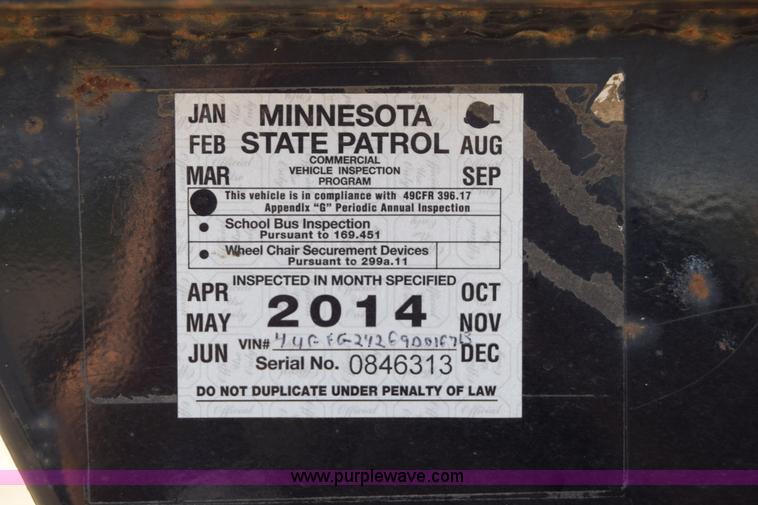 JAN MINNESOTA
FEB STATE PATROL AUG
MAR COMMERCIAL SEP
VEHICLE INSPECTION
PROGRAM
This vehicle is in compliance with 49CFR 396.17
Appendix "G" Periodic Annual Inspection
School Bus Inspection
Pursuant to 169.451
Wheel Chair Securement Devices
Pursuant to 299a.11
INSPECTED IN MONTH SPECIFIED
APR 2014 OCT
MAY NOV
JUN VIN# DEC
Serial No. 0846313
DO NOT DUPLICATE UNDER PENALTY OF LAW
www.purplewave.com